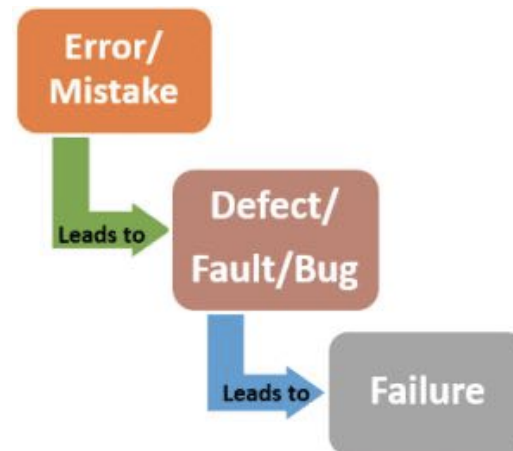 Error/
Mistake
Leads to
Defect/
Fault/Bug
Leads to
Failure